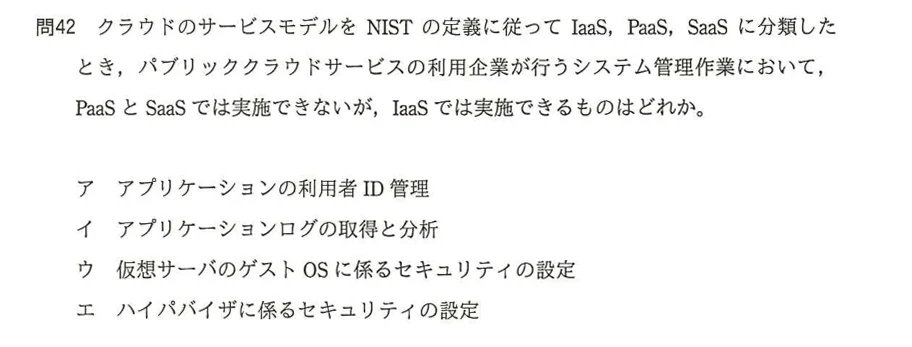 問42 クラウドのサービスモデルを NIST の定義に従って IaaS，PaaS，SaaS に分類した
とき，パブリッククラウドサービスの利用企業が行うシステム管理作業において，
PaaS と SaaS では実施できないが，IaaS では実施できるものはどれか。
ア アプリケーションの利用者 ID 管理
イ アプリケーションログの取得と分析
ウ 仮想サーバのゲスト OS に係るセキュリティの設定
エ ハイパバイザに係るセキュリティの設定